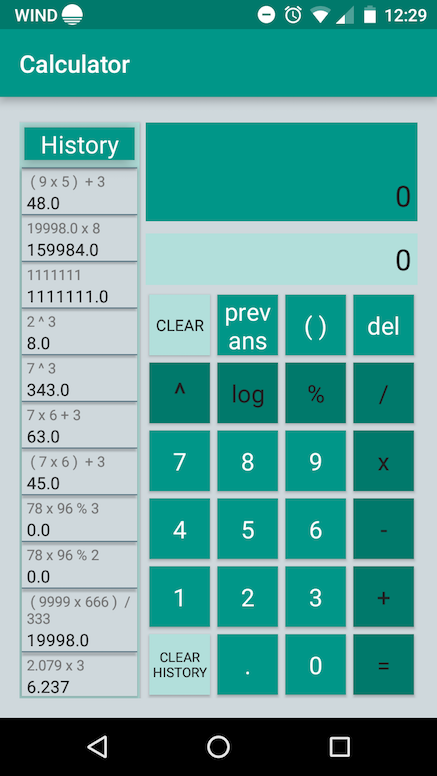 WIND 12:29
Calculator
History
( 9 x 5 ) + 3
48.0
19998.0 x 8
159984.0
1111111
1111111.0
2 ^ 3
8.0
7 ^ 3
343.0
7 x 6 + 3
63.0
( 7 x 6 ) + 3
45.0
78 x 96 % 3
0.0
78 x 96 % 2
0.0
( 9999 x 666 ) /
333
19998.0
2.079 x 3
6.237
0
0
CLEAR prev ( ) del
ans
^ log % /
7 8 9 x
4 5 6 -
1 2 3 +
CLEAR . 0 =
HISTORY